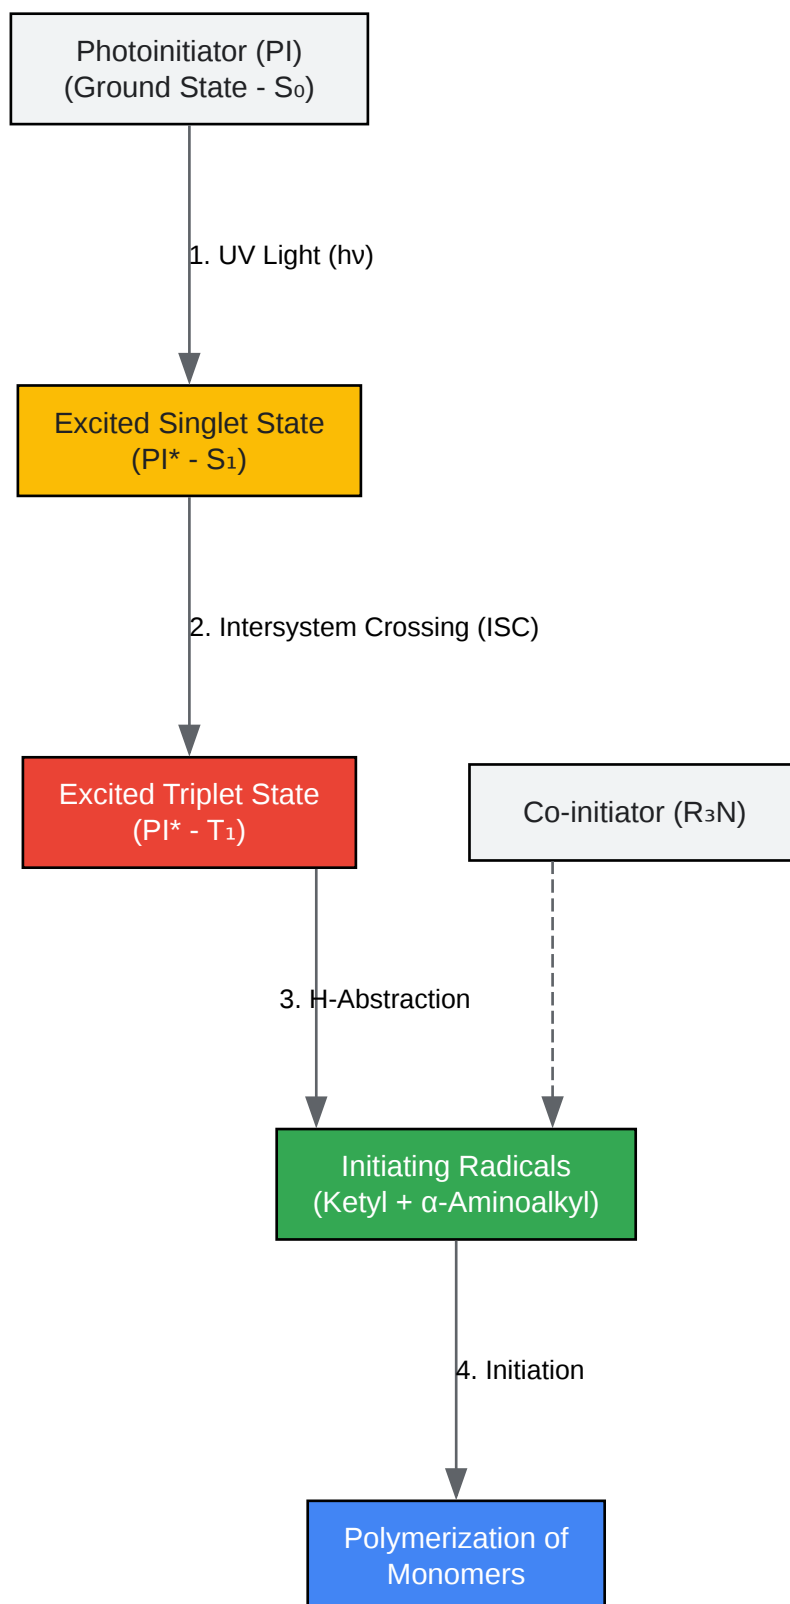 Photoinitiator (PI)
(Ground State - S₀)
1. UV Light (hν)
Excited Singlet State
(PI* - S₁)
2. Intersystem Crossing (ISC)
Excited Triplet State
(PI* - T₁)
Co-initiator (R₃N)
3. H-Abstraction
Initiating Radicals
(Ketyl + α-Aminoalkyl)
4. Initiation
Polymerization of
Monomers